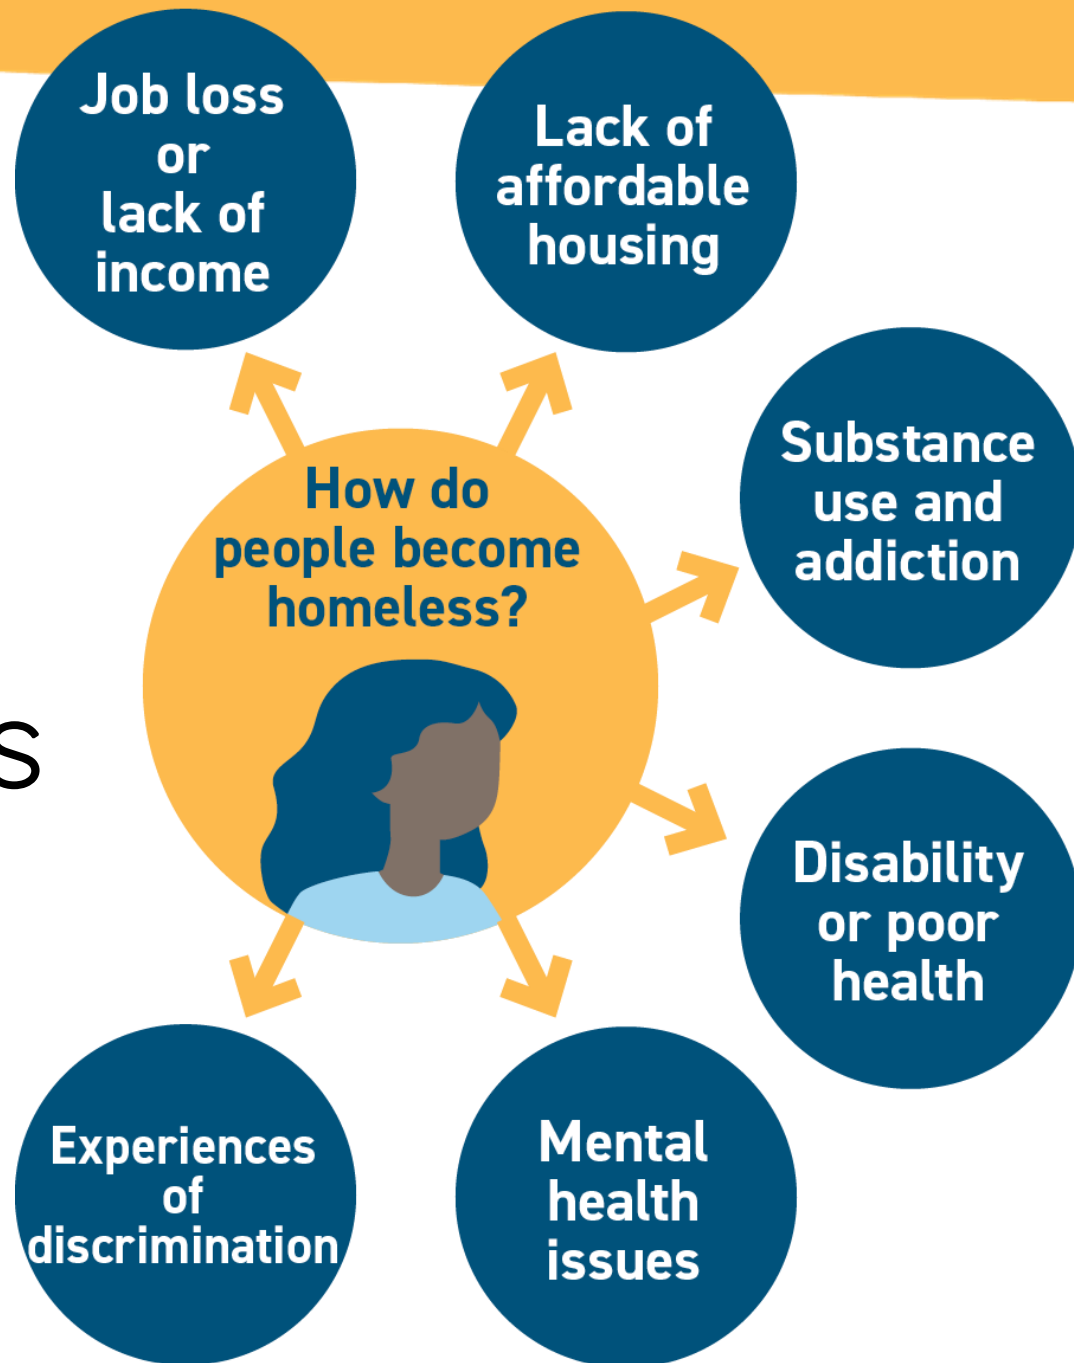 Job loss
or
lack of
income
Lack of
affordable
housing
Substance
use and
addiction
How do
people become
homeless?
s
Disability
or poor
health
Experiences
of
discrimination
Mental
health
issues